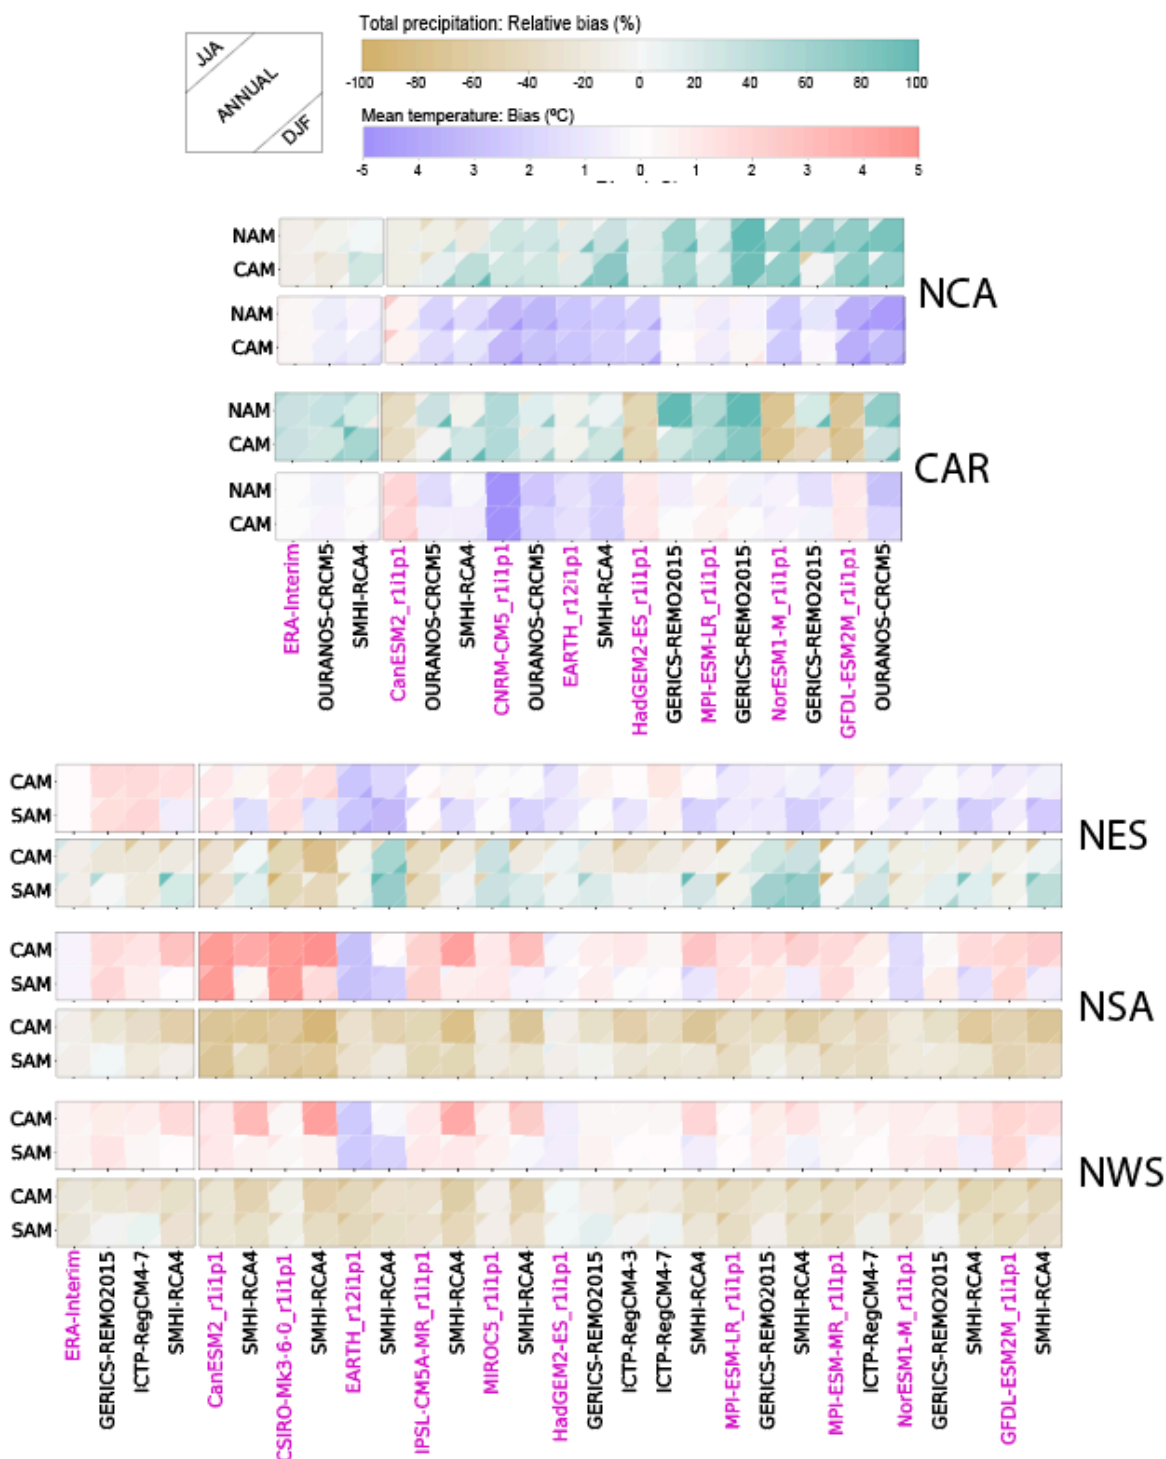 Total precipitation: Relative bias (%)
JJA
ANNUAL
DJF
-100 -80 -60 -40 -20 0 20 40 60 80 100
Mean temperature: Bias (ºC)
-5 4 3 2 1 0 1 2 3 4 5
NAM
CAM
NCA
NAM
CAM
NAM
CAM
CAR
NAM
CAM
ERA-Interim
OURANOS-CRCM5
SMHI-RCA4
CanESM2_r1i1p1
OURANOS-CRCM5
SMHI-RCA4
CNRM-CM5_r1i1p1
OURANOS-CRCM5
EARTH_r12i1p1
SMHI-RCA4
HadGEM2-ES_r1i1p1
GERICS-REMO2015
MPI-ESM-LR_r1i1p1
GERICS-REMO2015
NorESM1-M_r1i1p1
GERICS-REMO2015
GFDL-ESM2M_r1i1p1
OURANOS-CRCM5
CAM
SAM
NES
CAM
SAM
CAM
SAM
NSA
CAM
SAM
CAM
SAM
NWS
CAM
SAM
ERA-Interim
GERICS-REMO2015
ICTP-RegCM4-7
SMHI-RCA4
CanESM2_r1i1p1
SMHI-RCA4
CSIRO-Mk3-6-0_r1i1p1
SMHI-RCA4
EARTH_r12i1p1
SMHI-RCA4
IPSL-CM5A-MR_r1i1p1
SMHI-RCA4
MIROC5_r1i1p1
SMHI-RCA4
HadGEM2-ES_r1i1p1
GERICS-REMO2015
ICTP-RegCM4-3
ICTP-RegCM4-7
SMHI-RCA4
MPI-ESM-LR_r1i1p1
GERICS-REMO2015
SMHI-RCA4
MPI-ESM-MR_r1i1p1
ICTP-RegCM4-7
NorESM1-M_r1i1p1
GERICS-REMO2015
SMHI-RCA4
GFDL-ESM2M_r1i1p1
SMHI-RCA4